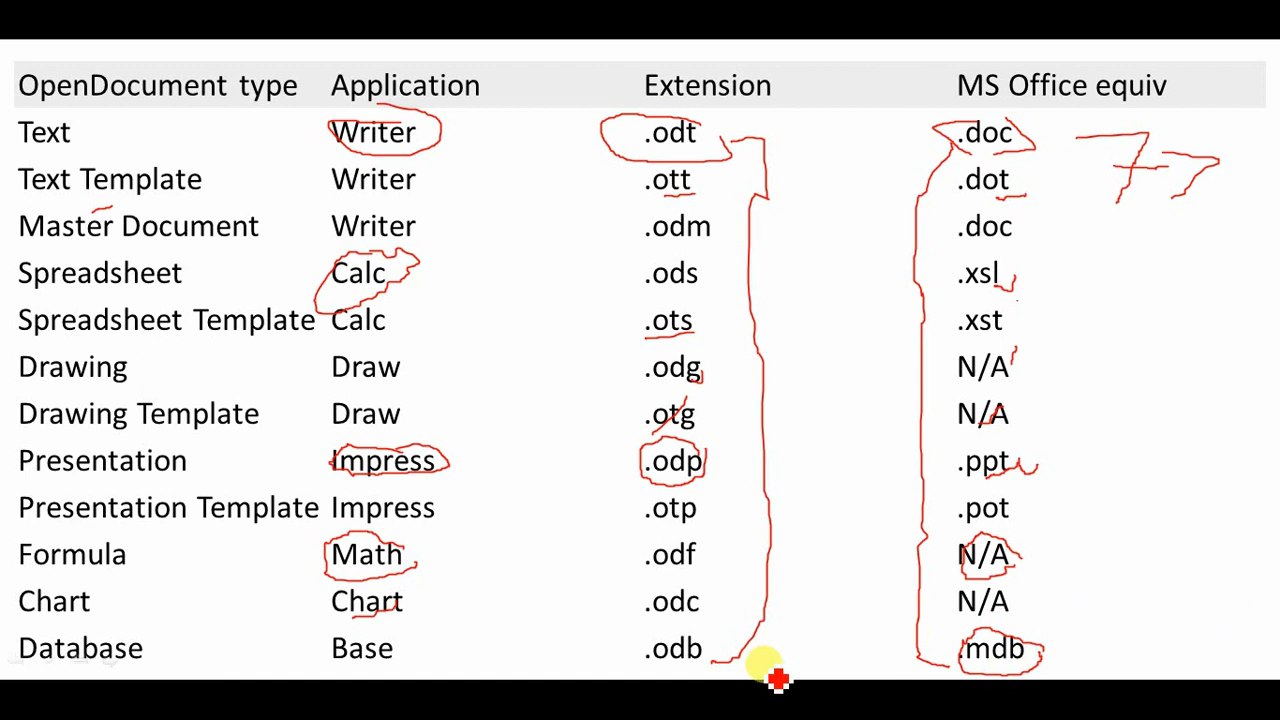 OpenDocument type Application Extension MS Office equiv
Text Writer .odt .doc
Text Template Writer .ott .dot
Master Document Writer .odm .doc
Spreadsheet Calc .ods .xsl
Spreadsheet Template Calc .ots .xst
Drawing Draw .odg N/A
Drawing Template Draw .otg N/A
Presentation Impress .odp .ppt
Presentation Template Impress .otp .pot
Formula Math .odf N/A
Chart Chart .odc N/A
Database Base .odb .mdb